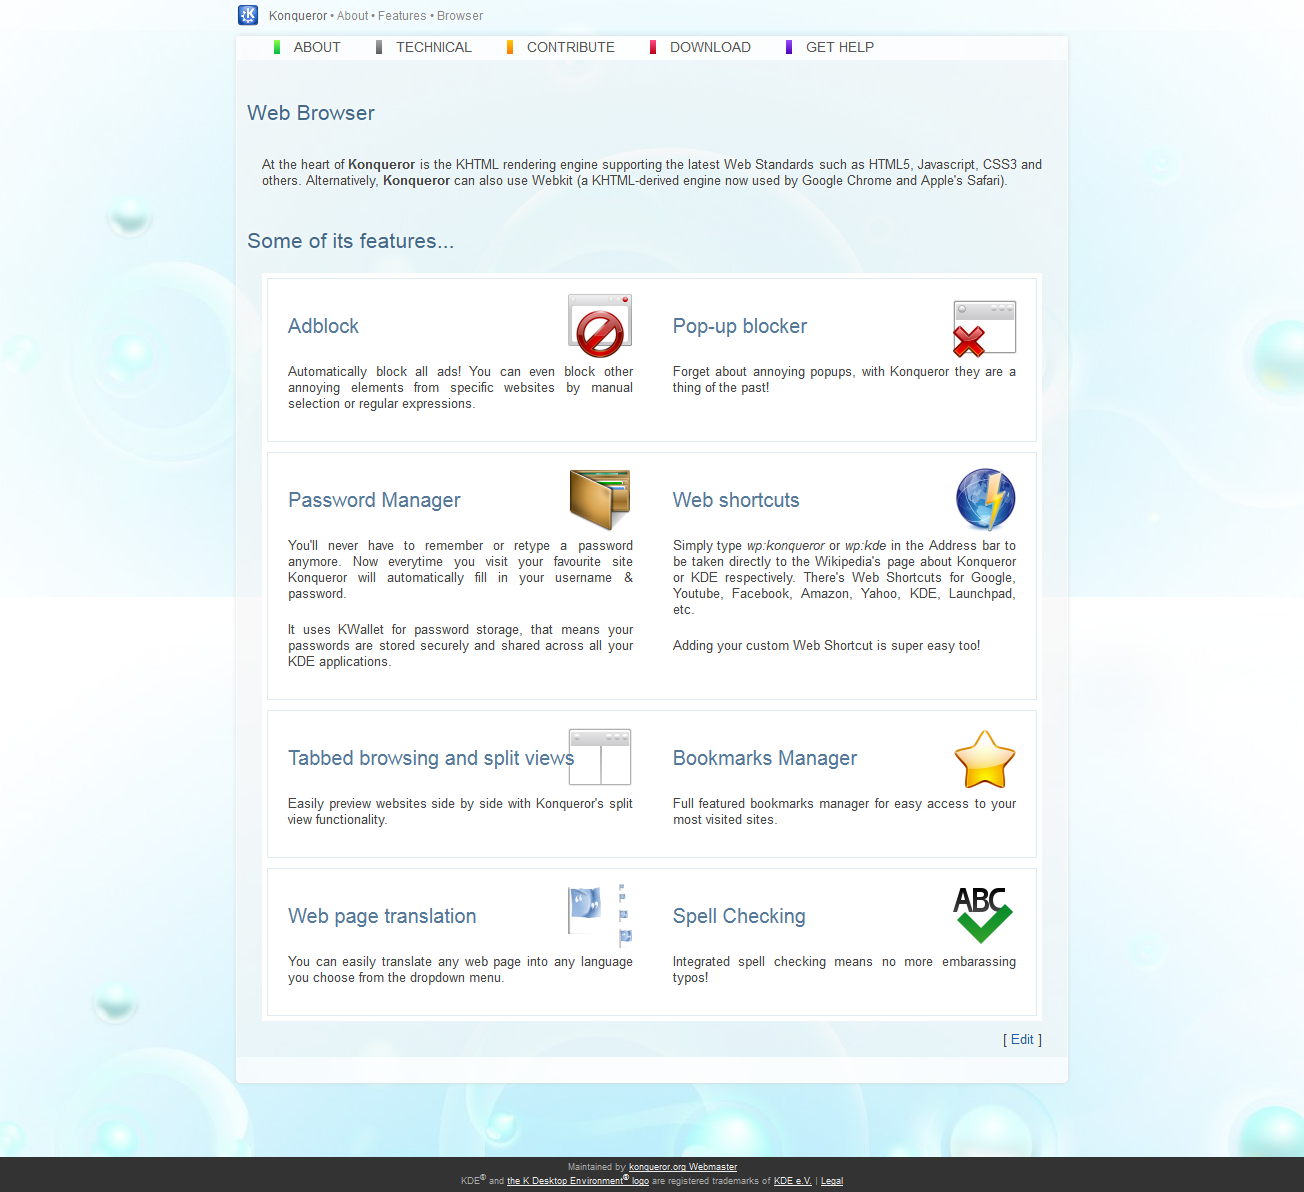 Konqueror • About • Features • Browser
ABOUT TECHNICAL CONTRIBUTE DOWNLOAD GET HELP
Web Browser
At the heart of Konqueror is the KHTML rendering engine supporting the latest Web Standards such as HTML5, Javascript, CSS3 and
others. Alternatively, Konqueror can also use Webkit (a KHTML-derived engine now used by Google Chrome and Apple's Safari).
Some of its features...
Adblock
Automatically block all ads! You can even block other
annoying elements from specific websites by manual
selection or regular expressions.
Pop-up blocker
Forget about annoying popups, with Konqueror they are a
thing of the past!
Password Manager
You'll never have to remember or retype a password
anymore. Now everytime you visit your favourite site
Konqueror will automatically fill in your username &
password.
It uses KWallet for password storage, that means your
passwords are stored securely and shared across all your
KDE applications.
Web shortcuts
Simply type wp:konqueror or wp:kde in the Address bar to
be taken directly to the Wikipedia's page about Konqueror
or KDE respectively. There's Web Shortcuts for Google,
Youtube, Facebook, Amazon, Yahoo, KDE, Launchpad,
etc.
Adding your custom Web Shortcut is super easy too!
Tabbed browsing and split views
Easily preview websites side by side with Konqueror's split
view functionality.
Bookmarks Manager
Full featured bookmarks manager for easy access to your
most visited sites.
Web page translation
You can easily translate any web page into any language
you choose from the dropdown menu.
ABC
Spell Checking
Integrated spell checking means no more embarassing
typos!
[ Edit ]
Maintained by konqueror.org Webmaster
KDE® and the K Desktop Environment® logo are registered trademarks of KDE e.V. | Legal